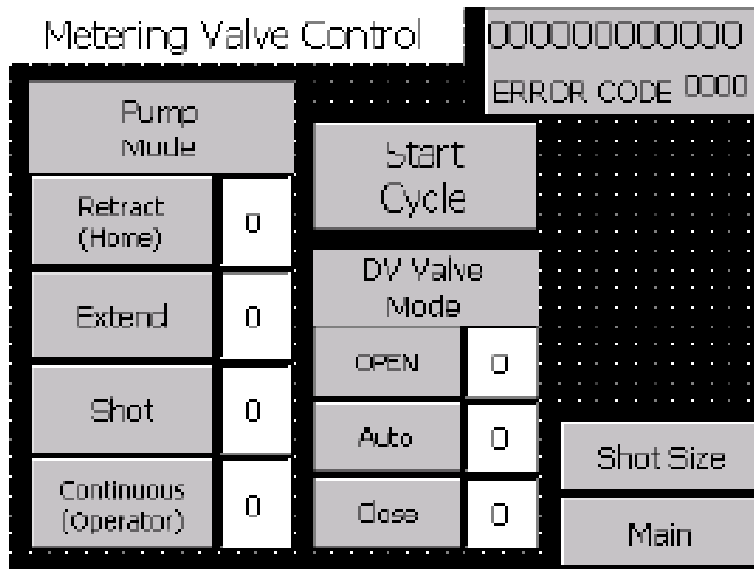 Metering Valve Control
000000000000
ERROR CODE 0000
Pump
Mode
Retract
(Home)
0
Extend
0
Shot
0
Continuous
(Operator)
0
Start
Cycle
DV Valve
Mode
OPEN
0
Auto
0
Close
0
Shot Size
Main